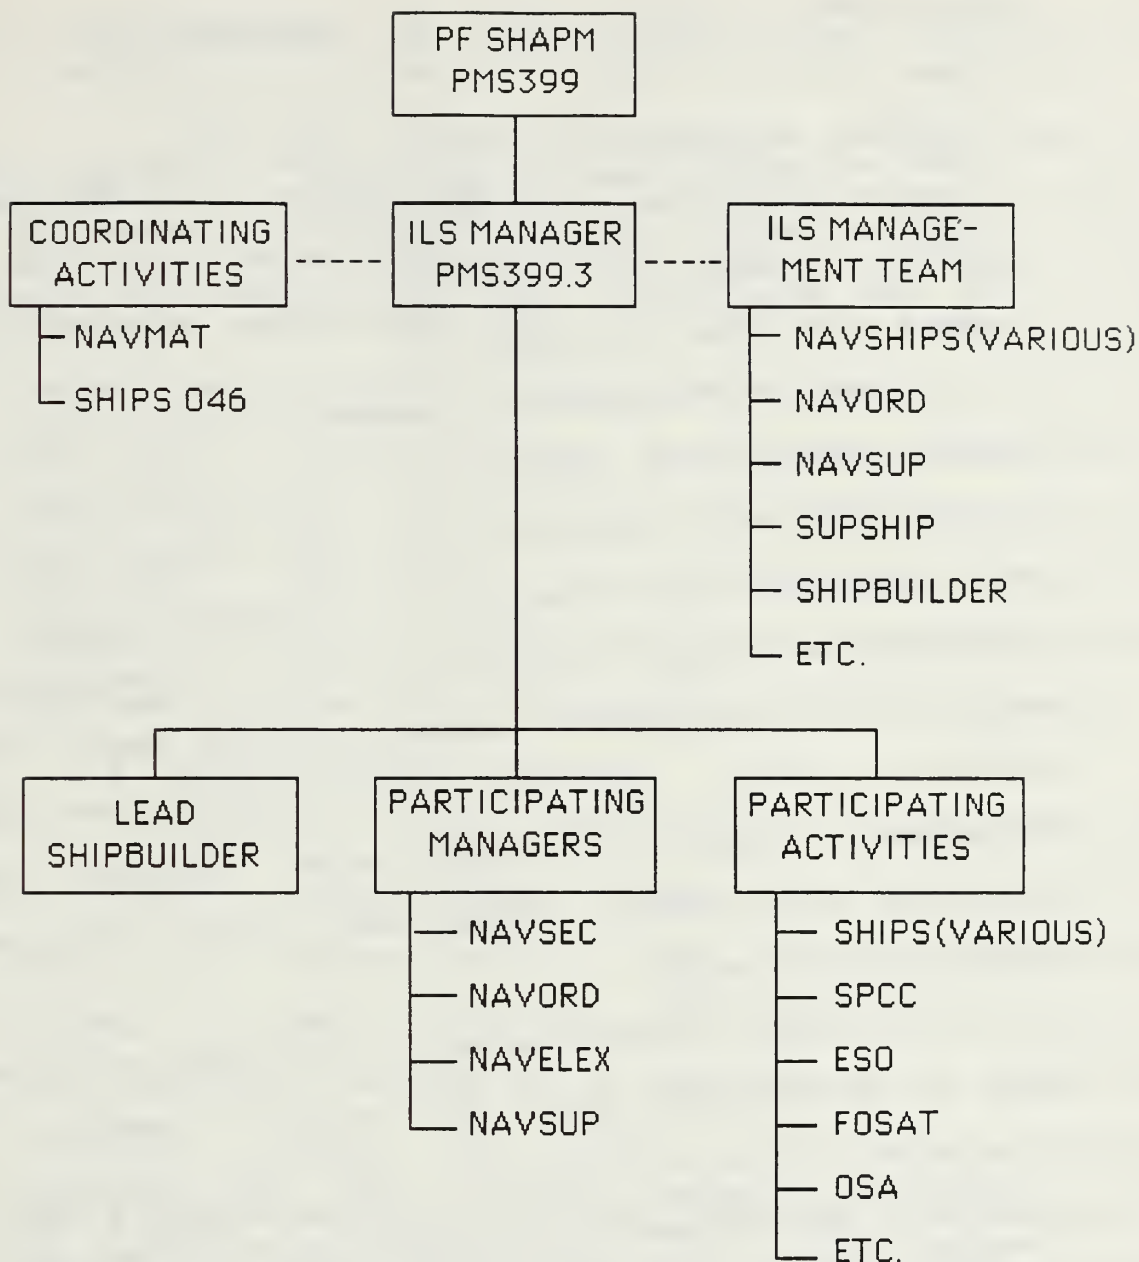 PF SHAPM
PMS399
COORDINATING
ACTIVITIES
ILS MANAGER
PMS399.3
ILS MANAGE-
MENT TEAM
NAVMAT
SHIPS 046
NAVSHIPS(VARIOUS)
NAVORD
NAVSUP
SUPSHIP
SHIPBUILDER
ETC.
LEAD
SHIPBUILDER
PARTICIPATING
MANAGERS
PARTICIPATING
ACTIVITIES
NAVSEC
NAVORD
NAVELEX
NAVSUP
SHIPS(VARIOUS)
SPCC
ESO
FOSAT
OSA
ETC.